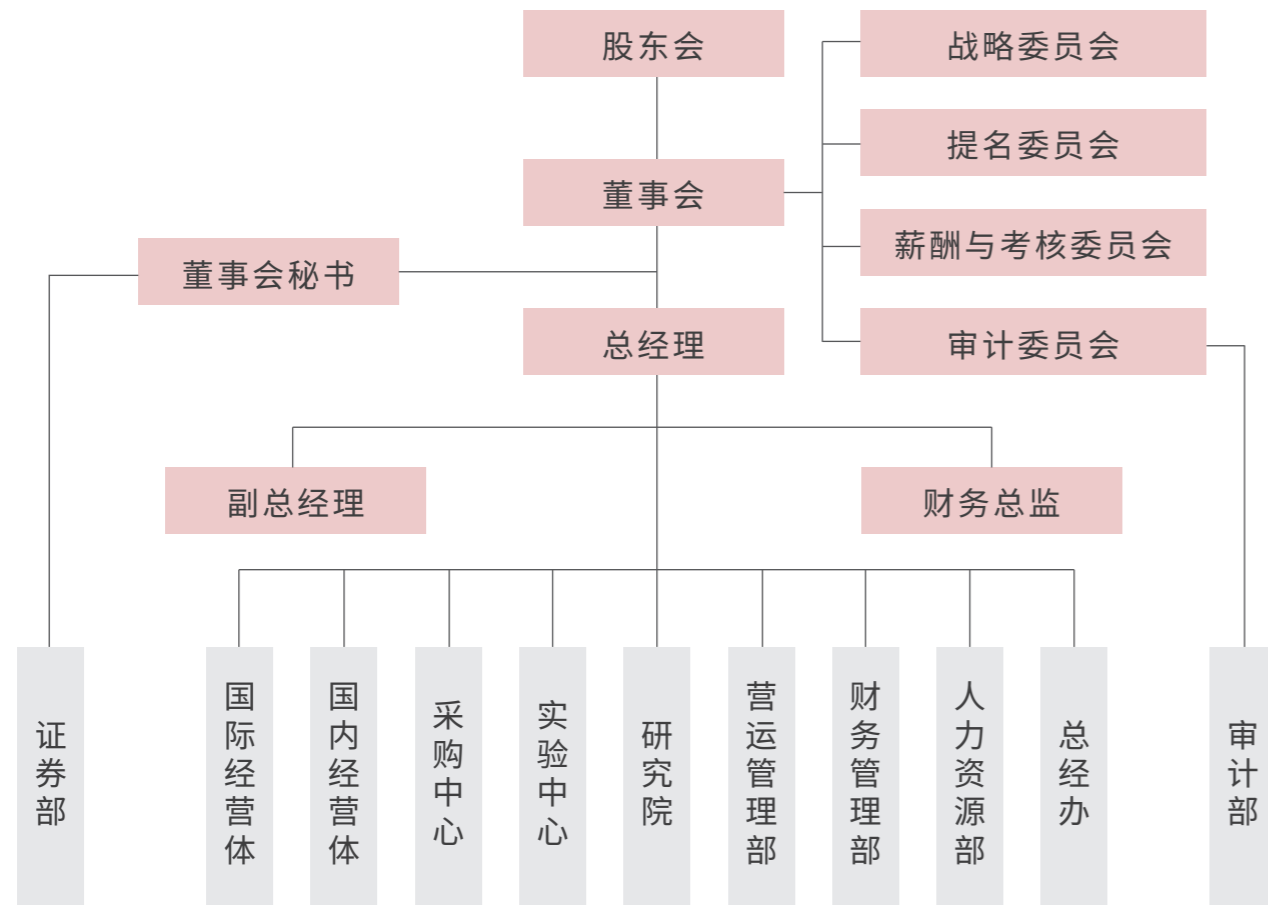 股东会
战略委员会
提名委员会
董事会
薪酬与考核委员会
董事会秘书
总经理
审计委员会
副总经理
财务总监
证券部
国际经营体
国内经营体
采购中心
实验中心
研究院
营运管理部
财务管理部
人力资源部
总经办
审计部